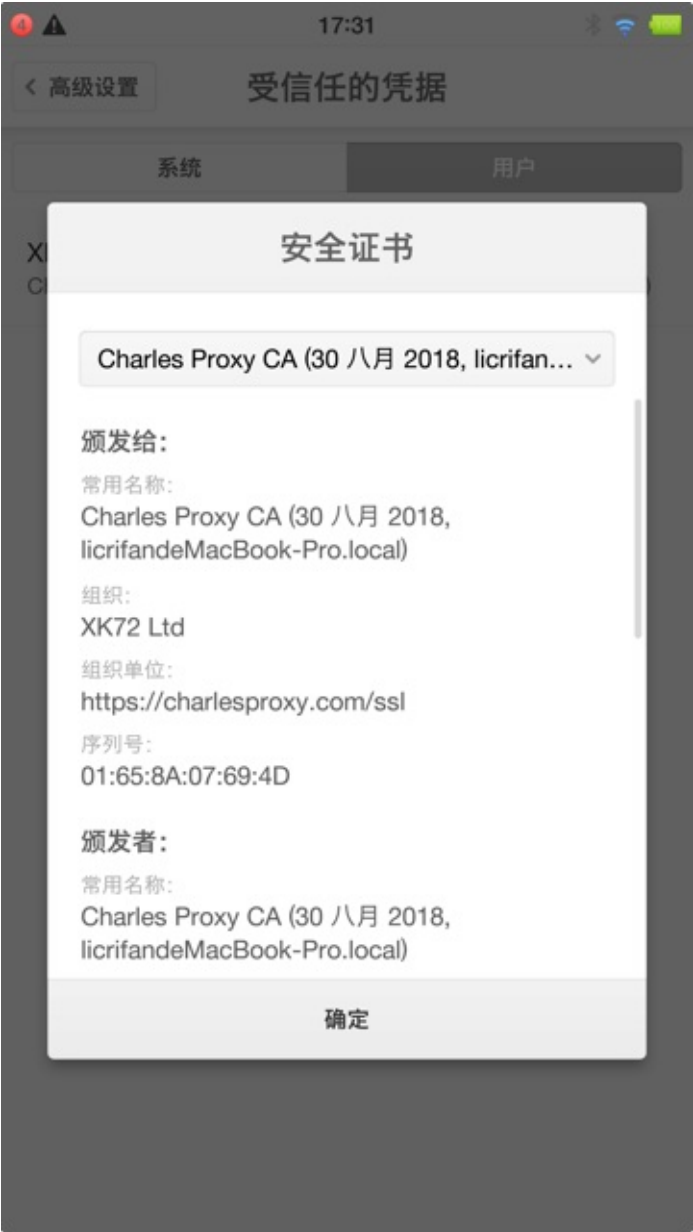 4
17:31
高级设置
受信任的凭据
系统
用户
安全证书
Charles Proxy CA (30 八月 2018, licrifan...
颁发给:
常用名称:
Charles Proxy CA (30 八月 2018,
licrifandeMacBook-Pro.local)
组织:
XK72 Ltd
组织单位:
https://charlesproxy.com/ssl
序列号:
01:65:8A:07:69:4D
颁发者:
常用名称:
Charles Proxy CA (30 八月 2018,
licrifandeMacBook-Pro.local)
确定